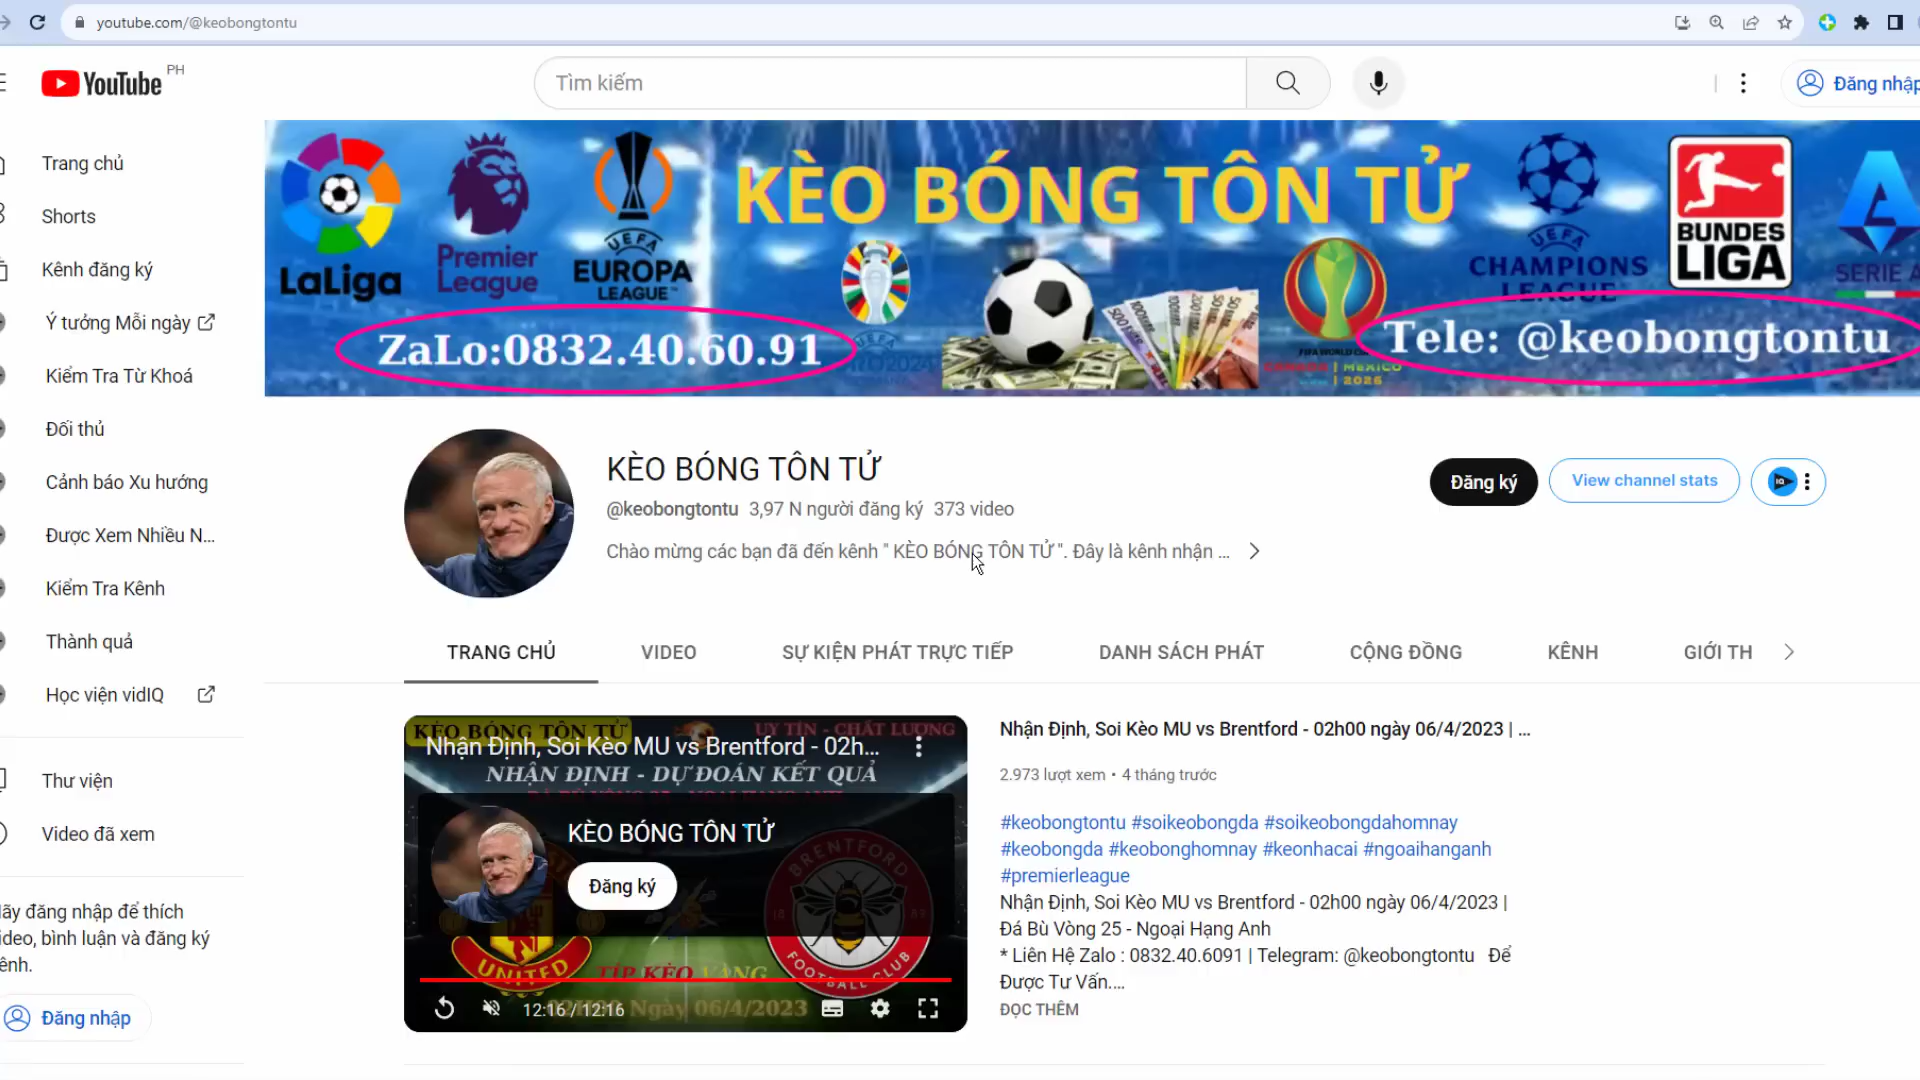 youtube.com/@keobongtontu
YouTube PH
Tìm kiếm
Đăng nhập
Trang chủ
Shorts
Kênh đăng ký
Ý tưởng Mỗi ngày
Kiểm Tra Từ Khoá
Đối thủ
Cảnh báo Xu hướng
Được Xem Nhiều N...
Kiểm Tra Kênh
Thành quả
Học viện vidIQ
Thư viện
Video đã xem
để thích
bình luận và đăng ký
Đăng nhập
KÈO BÓNG TÔN TỬ
LaLiga
Premier
League
UEFA
EUROPA
LEAGUE
UEFA
CHAMPIONS
LEAGUE
BUNDES
LIGA
SERIE A
ZaLo:0832.40.60.91
Tele: @keobongtontu
MEXICO
2026
KÈO BÓNG TÔN TỬ
@keobongtontu 3,97 N người đăng ký 373 video
Chào mừng các bạn đã đến kênh " KÈO BÓNG TÔN TỬ ". Đây là kênh nhận ...
Đăng ký
View channel stats
TRANG CHỦ
VIDEO
SỰ KIỆN PHÁT TRỰC TIẾP
DANH SÁCH PHÁT
CỘNG ĐỒNG
KÊNH
GIỚI TH
KÈO BÓNG TÔN TỬ
UY TÍN - CHẤT LƯỢNG
Nhận Định, Soi Kèo MU vs Brentford - 02h...
NHẬN ĐỊNH - DỰ ĐOÁN KẾT QUẢ
KÈO BÓNG TÔN TỬ
Đăng ký
BRENTFORD
FOOTBALL CLUB
UNITED
TÍP KÈO VÀNG
02H00 Ngày 06/4/2023
12:16 / 12:16
Nhận Định, Soi Kèo MU vs Brentford - 02h00 ngày 06/4/2023 | ...
2.973 lượt xem • 4 tháng trước
#keobongtontu #soikeobongda #soikeobongdahomnay
#keobongda #keobonghomnay #keonhacai #ngoaihanganh
#premierleague
Nhận Định, Soi Kèo MU vs Brentford - 02h00 ngày 06/4/2023 |
Đá Bù Vòng 25 - Ngoại Hạng Anh
* Liên Hệ Zalo : 0832.40.6091 | Telegram: @keobongtontu Để
Được Tư Vấn....
ĐỌC THÊM